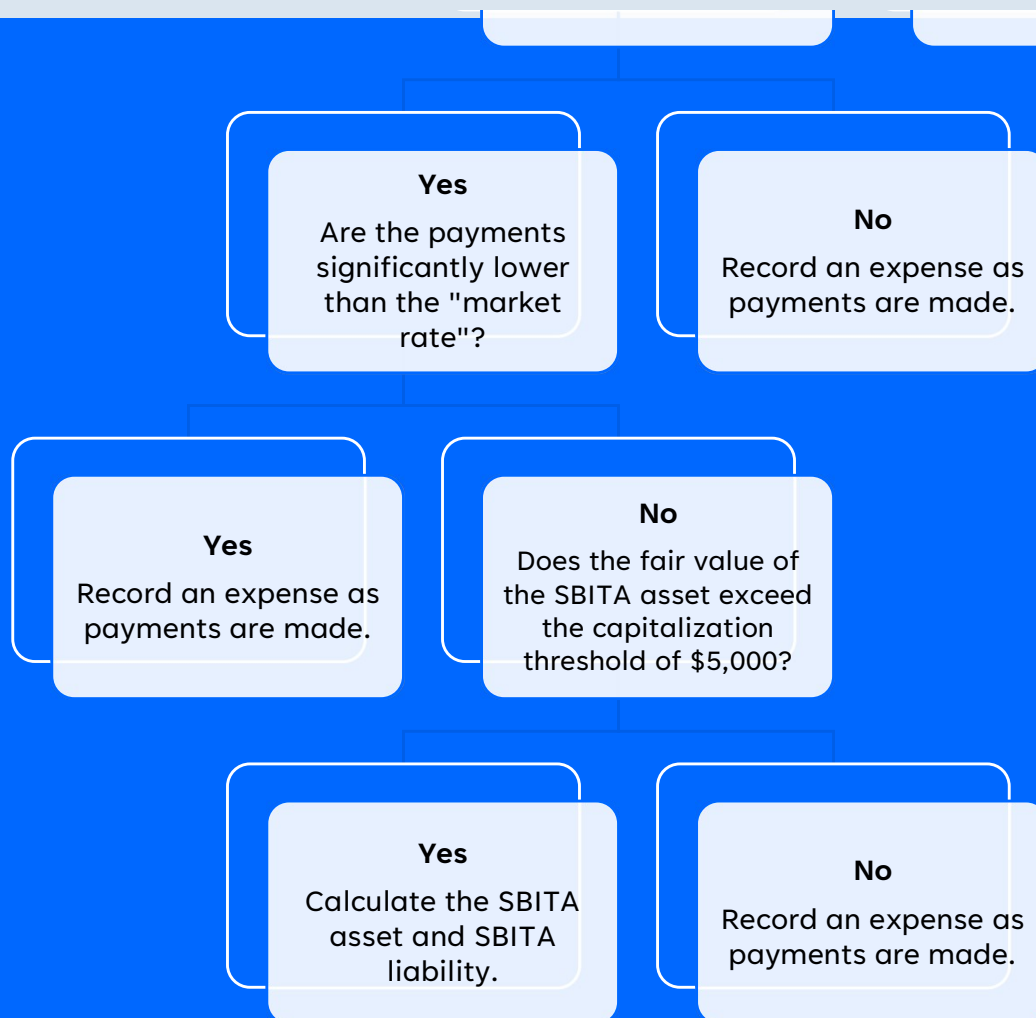 Yes
Are the payments
significantly lower
than the "market
rate"?
No
Record an expense as
payments are made.
Yes
Record an expense as
payments are made.
No
Does the fair value of
the SBITA asset exceed
the capitalization
threshold of $5,000?
Yes
Calculate the SBITA
asset and SBITA
liability.
No
Record an expense as
payments are made.